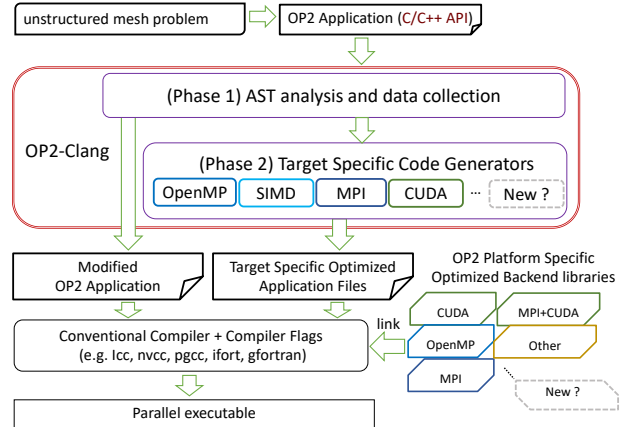 unstructured mesh problem
OP2 Application (C/C++ API)
(Phase 1) AST analysis and data collection
OP2-Clang
(Phase 2) Target Specific Code Generators
OpenMP SIMD MPI CUDA ... New ?
Modified
OP2 Application
Target Specific Optimized
Application Files
OP2 Platform Specific
Optimized Backend libraries
CUDA MPI+CUDA
OpenMP Other
MPI
New ?
link
Conventional Compiler + Compiler Flags
(e.g. Icc, nvcc, pgcc, ifort, gfortran)
Parallel executable